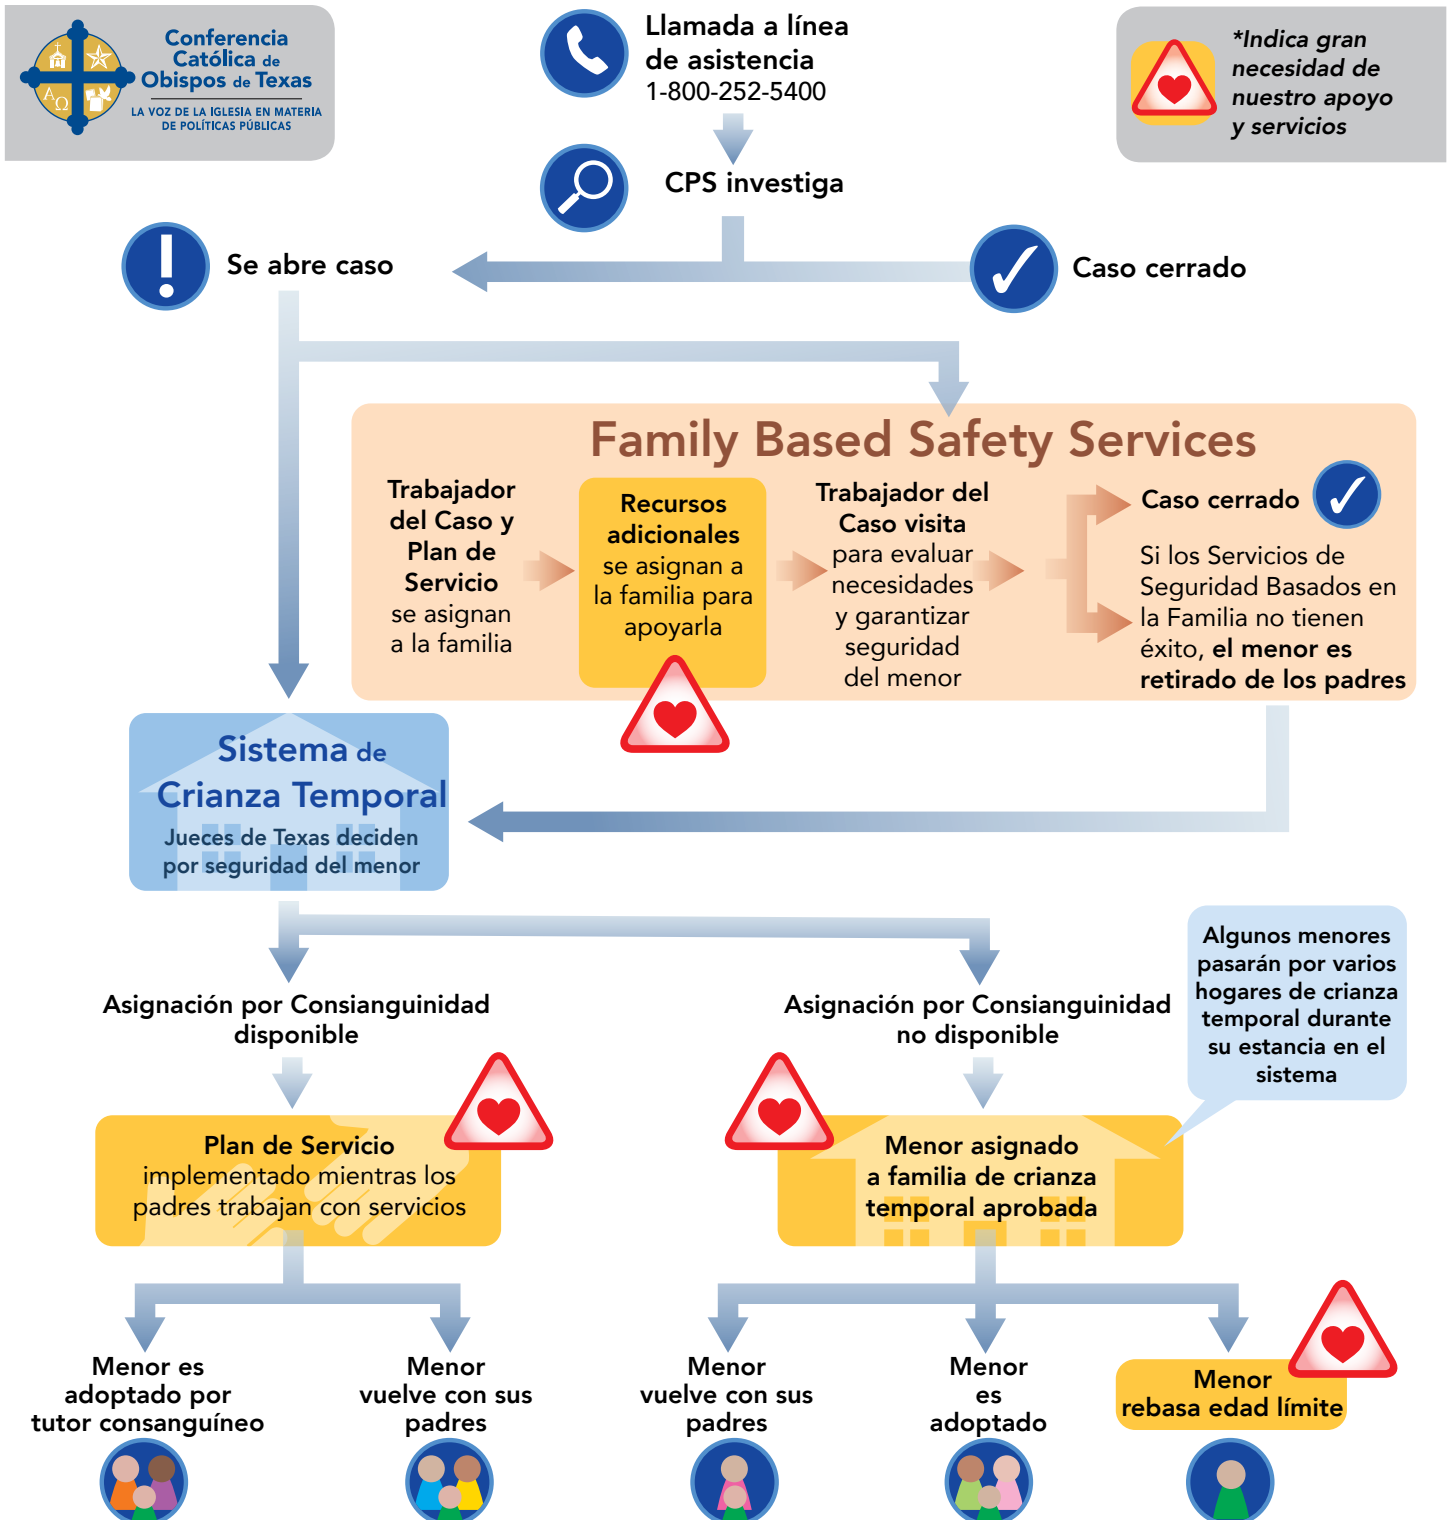 Conferencia
Católica de
Obispos de Texas
LA VOZ DE LA IGLESIA EN MATERIA
DE POLÍTICAS PÚBLICAS
A
Ω
Llamada a línea
de asistencia
1-800-252-5400
*Indica gran
necesidad de
nuestro apoyo
y servicios
CPS investiga
Se abre caso
Caso cerrado
Family Based Safety Services
Trabajador
del Caso y
Plan de
Servicio
se asignan
a la familia
Recursos
adicionales
se asignan a
la familia para
apoyarla
Trabajador del
Caso visita
para evaluar
necesidades
y garantizar
seguridad
del menor
Caso cerrado
Si los Servicios de
Seguridad Basados en
la Familia no tienen
éxito, el menor es
retirado de los padres
Sistema de
Crianza Temporal
Jueces de Texas deciden
por seguridad del menor
Asignación por Consianguinidad
disponible
Asignación por Consianguinidad
no disponible
Algunos menores
pasarán por varios
hogares de crianza
temporal durante
su estancia en el
sistema
Plan de Servicio
implementado mientras los
padres trabajan con servicios
Menor asignado
a familia de crianza
temporal aprobada
Menor es
adoptado por
tutor consanguíneo
Menor
vuelve con sus
padres
Menor
vuelve con sus
padres
Menor
es
adoptado
Menor
rebasa edad límite